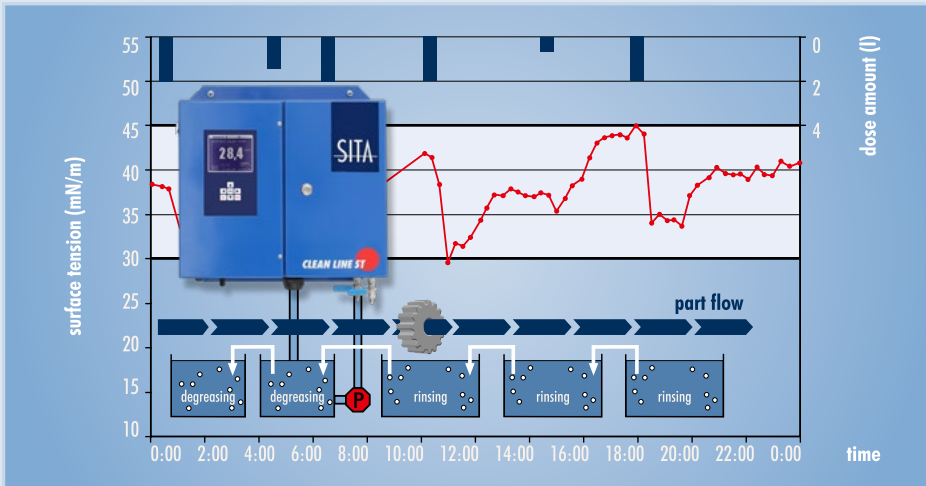 surface tension (mN/m)
55
50
45
40
35
30
25
20
15
10
0
2
4
dose amount (l)
28,4
SITA
CLEAN LINE ST
part flow
degreasing
degreasing
rinsing
rinsing
rinsing
P
0:00 2:00 4:00 6:00 8:00 10:00 12:00 14:00 16:00 18:00 20:00 22:00 0:00
time